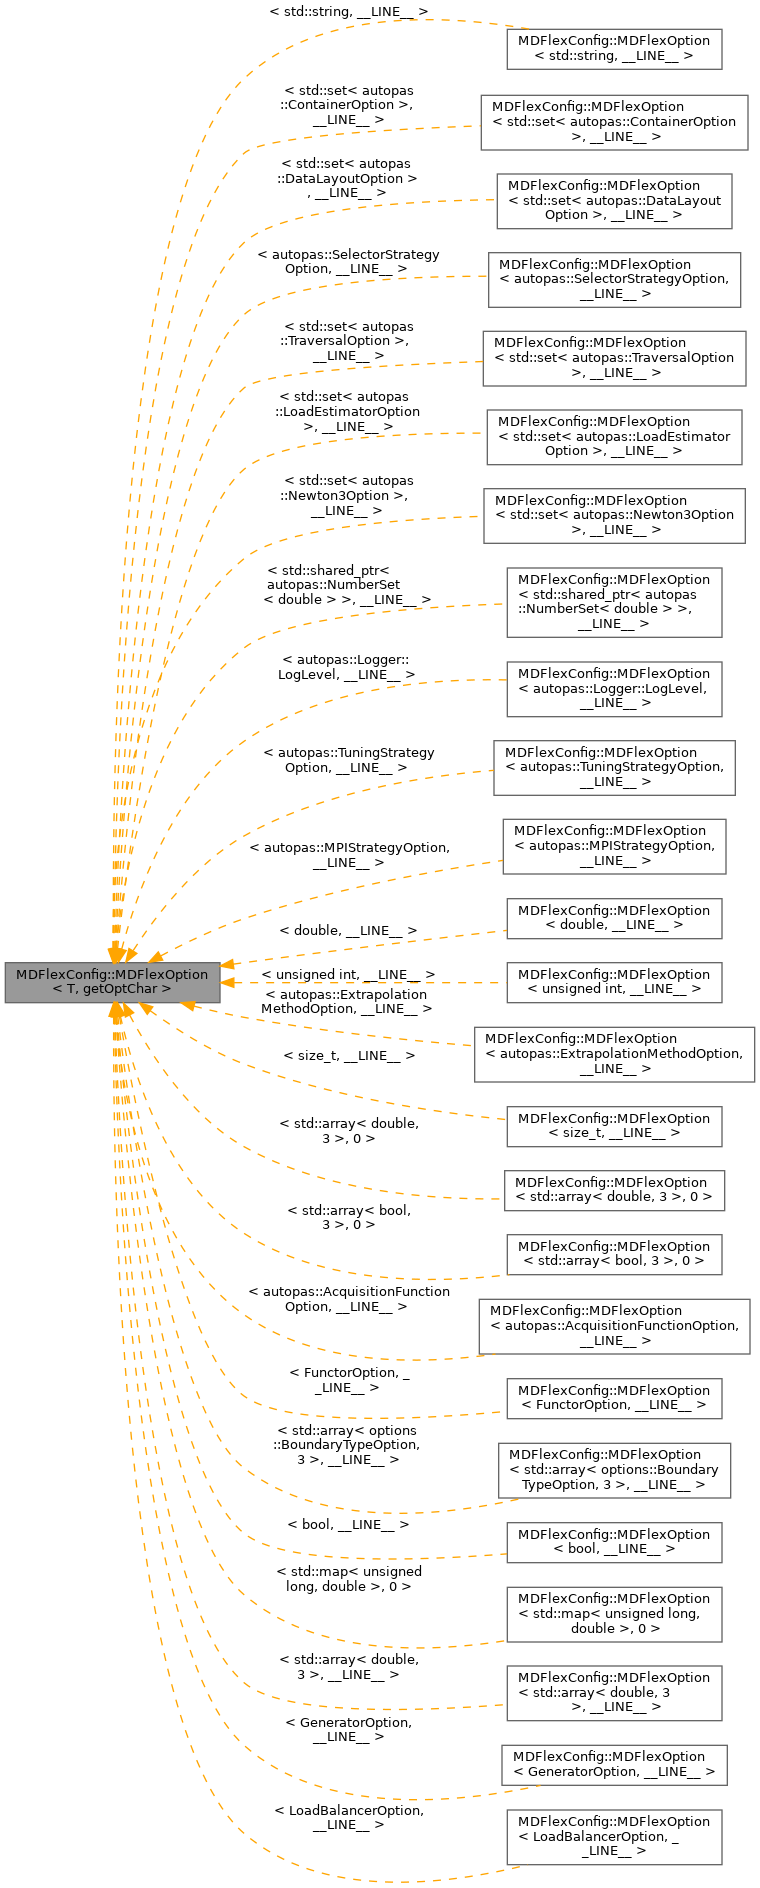 < std::string, __LINE__ >
MDFlexConfig::MDFlexOption
< std::string, __LINE__ >
< std::set< autopas
::ContainerOption >,
__LINE__ >
MDFlexConfig::MDFlexOption
< std::set< autopas::ContainerOption
>, __LINE__ >
< std::set< autopas
::DataLayoutOption >
, __LINE__ >
MDFlexConfig::MDFlexOption
< std::set< autopas::DataLayout
Option >, __LINE__ >
< autopas::SelectorStrategy
Option, __LINE__ >
MDFlexConfig::MDFlexOption
< autopas::SelectorStrategyOption,
__LINE__ >
< std::set< autopas
::TraversalOption >,
__LINE__ >
MDFlexConfig::MDFlexOption
< std::set< autopas::TraversalOption
>, __LINE__ >
< std::set< autopas
::LoadEstimatorOption
>, __LINE__ >
MDFlexConfig::MDFlexOption
< std::set< autopas::LoadEstimator
Option >, __LINE__ >
< std::set< autopas
::Newton3Option >,
__LINE__ >
MDFlexConfig::MDFlexOption
< std::set< autopas::Newton3Option
>, __LINE__ >
< std::shared_ptr<
autopas::NumberSet
< double > >, __LINE__ >
MDFlexConfig::MDFlexOption
< std::shared_ptr< autopas
::NumberSet< double > >,
__LINE__ >
< autopas::Logger::
LogLevel, __LINE__ >
MDFlexConfig::MDFlexOption
< autopas::Logger::LogLevel,
__LINE__ >
< autopas::TuningStrategy
Option, __LINE__ >
MDFlexConfig::MDFlexOption
< autopas::TuningStrategyOption,
__LINE__ >
< autopas::MPIStrategyOption,
__LINE__ >
MDFlexConfig::MDFlexOption
< autopas::MPIStrategyOption,
__LINE__ >
< double, __LINE__ >
MDFlexConfig::MDFlexOption
< double, __LINE__ >
MDFlexConfig::MDFlexOption
< T, getOptChar >
< unsigned int, __LINE__ >
MDFlexConfig::MDFlexOption
< unsigned int, __LINE__ >
< autopas::Extrapolation
MethodOption, __LINE__ >
MDFlexConfig::MDFlexOption
< autopas::ExtrapolationMethodOption,
__LINE__ >
< size_t, __LINE__ >
MDFlexConfig::MDFlexOption
< size_t, __LINE__ >
< std::array< double,
3 >, 0 >
MDFlexConfig::MDFlexOption
< std::array< double, 3 >, 0 >
< std::array< bool,
3 >, 0 >
MDFlexConfig::MDFlexOption
< std::array< bool, 3 >, 0 >
< autopas::AcquisitionFunction
Option, __LINE__ >
MDFlexConfig::MDFlexOption
< autopas::AcquisitionFunctionOption,
__LINE__ >
< FunctorOption, _
_LINE__ >
MDFlexConfig::MDFlexOption
< FunctorOption, __LINE__ >
< std::array< options
::BoundaryTypeOption,
3 >, __LINE__ >
MDFlexConfig::MDFlexOption
< std::array< options::Boundary
TypeOption, 3 >, __LINE__ >
< bool, __LINE__ >
MDFlexConfig::MDFlexOption
< bool, __LINE__ >
< std::map< unsigned
long, double >, 0 >
MDFlexConfig::MDFlexOption
< std::map< unsigned long,
double >, 0 >
< std::array< double,
3 >, __LINE__ >
MDFlexConfig::MDFlexOption
< std::array< double, 3
>, __LINE__ >
< GeneratorOption,
__LINE__ >
MDFlexConfig::MDFlexOption
< GeneratorOption, __LINE__ >
< LoadBalancerOption,
__LINE__ >
MDFlexConfig::MDFlexOption
< LoadBalancerOption, _
_LINE__ >